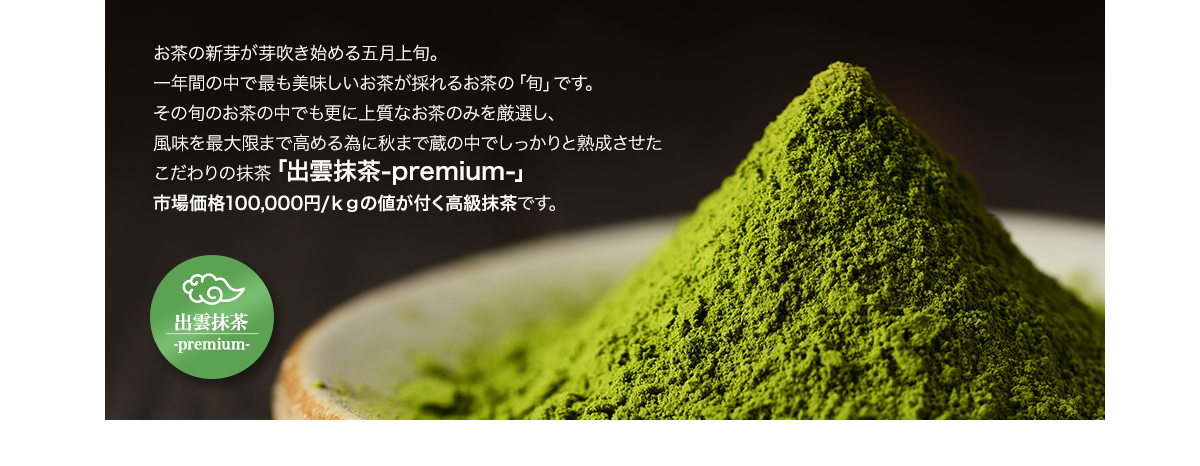 お茶の新芽が芽吹き始める五月上旬。
一年間の中で最も美味しいお茶が採れるお茶の「旬」です。
その旬のお茶の中でも更に上質なお茶のみを厳選し、
風味を最大限まで高める為に秋まで蔵の中でしっかりと熟成させた
こだわりの抹茶「出雲抹茶-premium-」
市場価格100,000円/ｋｇの値が付く高級抹茶です。
出雲抹茶
-premium-